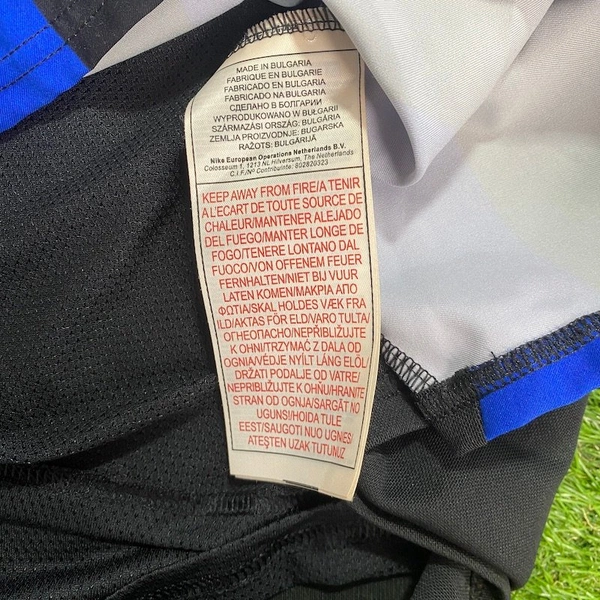 MADE IN BULGARIA
FABRIQUE EN BULGARIE
FABRICADO EN BULGARIA
FABRICADO NA BULGARIA
СДЕЛАНО В БОЛГАРИИ
WYPRODUKOWANO W BUŁGARII
SZÁRMAZÁSI ORSZÁG: BULGÁRIA
ZEMLJA PROIZVODNJE: BUGARSKA
RAŽOTS: BULGĀRIJĀ
Nike European Operations Netherlands B.V.
Colosseum 1, 1213 NL Hilversum, The Netherlands
C.I.F/Nº Contribuinte: 802820323
KEEP AWAY FROM FIRE/A TENIR
A L'ECART DE TOUTE SOURCE DE
CHALEUR/MANTENER ALEJADO
DEL FUEGO/MANTER LONGE DE
FOGO/TENERE LONTANO DAL
FUOCO/VON OFFENEM FEUER
FERNHALTEN/NIET BIJ VUUR
LATEN KOMEN/ΜΑΚΡΙΑ ΑΠΟ
ΦΩΤΙΑ/SKAL HOLDES VÆK FRA
ILD/AKTAS FÖR ELD/VARO TULTA/
ОГНЕОПАСНО/NEPŘIBLIŽUJTE
K OHNI/TRZYMAĆ Z DALA OD
OGNIA/VÉDJE NYÍLT LÁNG ELŐL/
DRŽATI PODALJE OD VATRE/
NEPRIBLIŽUJTE K OHŇU/HRANITE
STRAN OD OGNJA/SARGĀT NO
UGUNS/HOIDA TULE
EEST/SAUGOTI NUO UGNIES/
ATEŞTEN UZAK TUTUNUZ